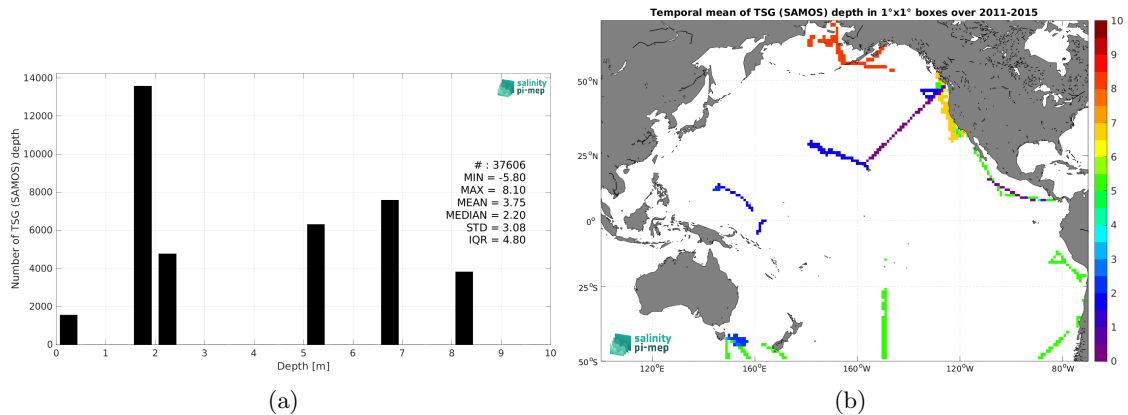 14000
12000
10000
8000
6000
4000
2000
0
Number of TSG (SAMOS) depth
0 1 2 3 4 5 6 7 8 9 10
Depth [m]
salinity
pi-mep
# : 37606
MIN = -5.80
MAX = 8.10
MEAN = 3.75
MEDIAN = 2.20
STD = 3.08
IQR = 4.80
(a)
Temporal mean of TSG (SAMOS) depth in 1°x1° boxes over 2011-2015
50°N
25°N
0°
25°S
50°S
120°E 160°E 160°W 120°W 80°W
salinity
pi-mep
10
9
8
7
6
5
4
3
2
1
0
(b)